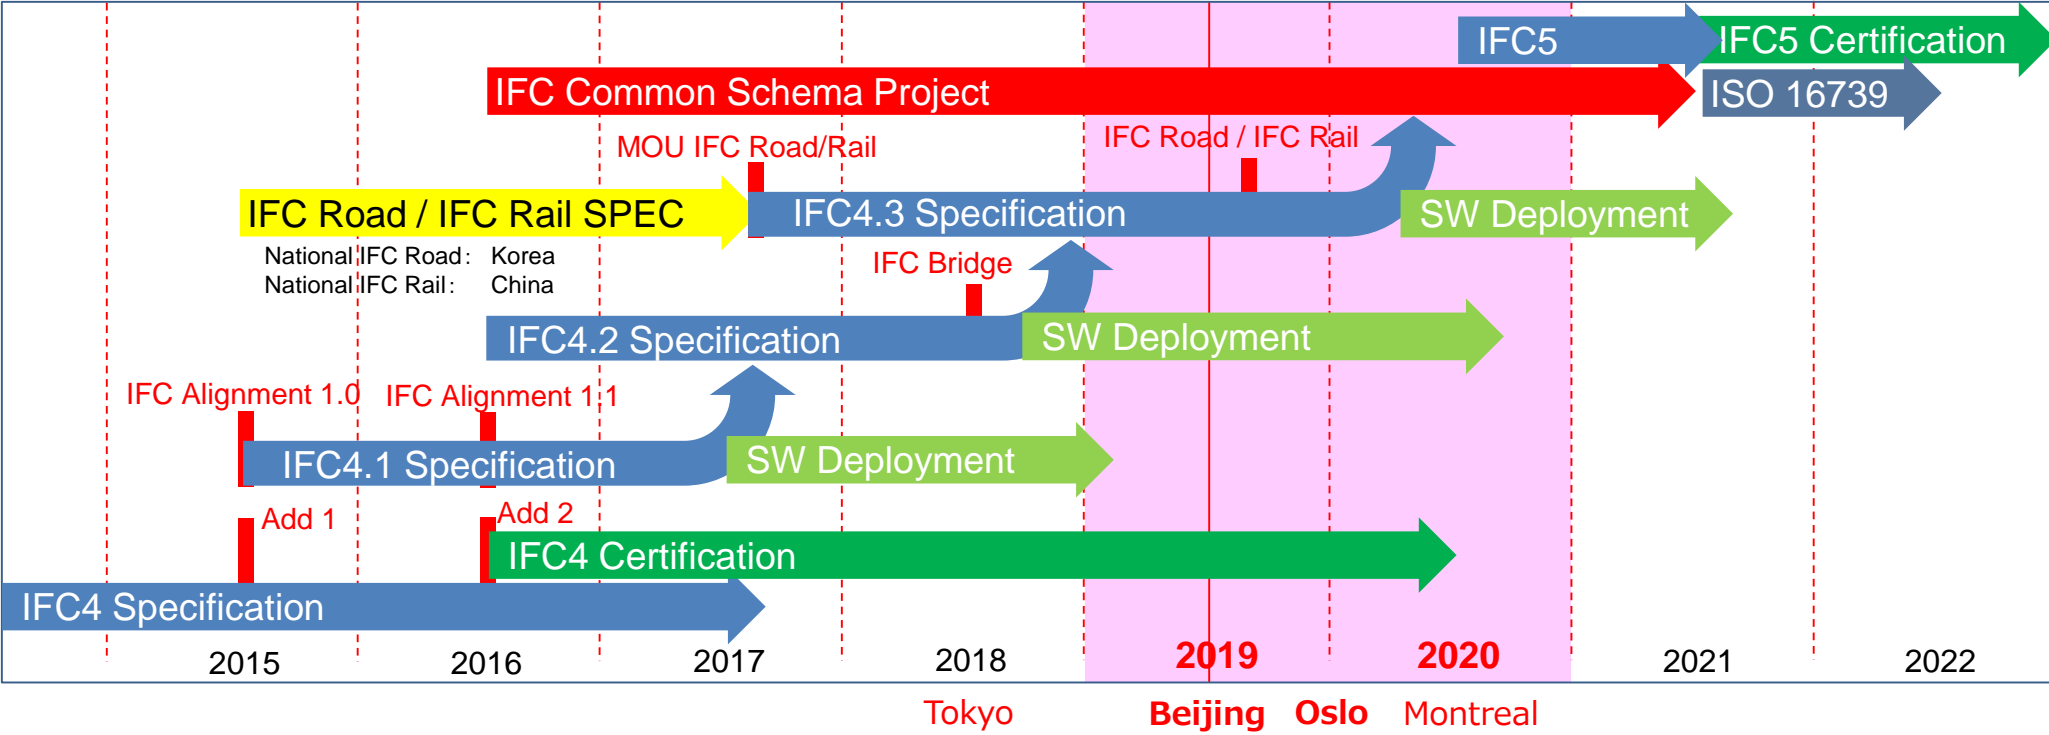 IFC5
IFC5 Certification
IFC Common Schema Project
ISO 16739
MOU IFC Road/Rail
IFC Road / IFC Rail
IFC Road / IFC Rail SPEC
IFC4.3 Specification
SW Deployment
National IFC Road: Korea
National IFC Rail: China
IFC Bridge
IFC4.2 Specification
SW Deployment
IFC Alignment 1.0
IFC Alignment 1.1
IFC4.1 Specification
SW Deployment
Add 1
Add 2
IFC4 Certification
IFC4 Specification
2015 2016 2017 2018 2019 2020 2021 2022
Tokyo Beijing Oslo Montreal